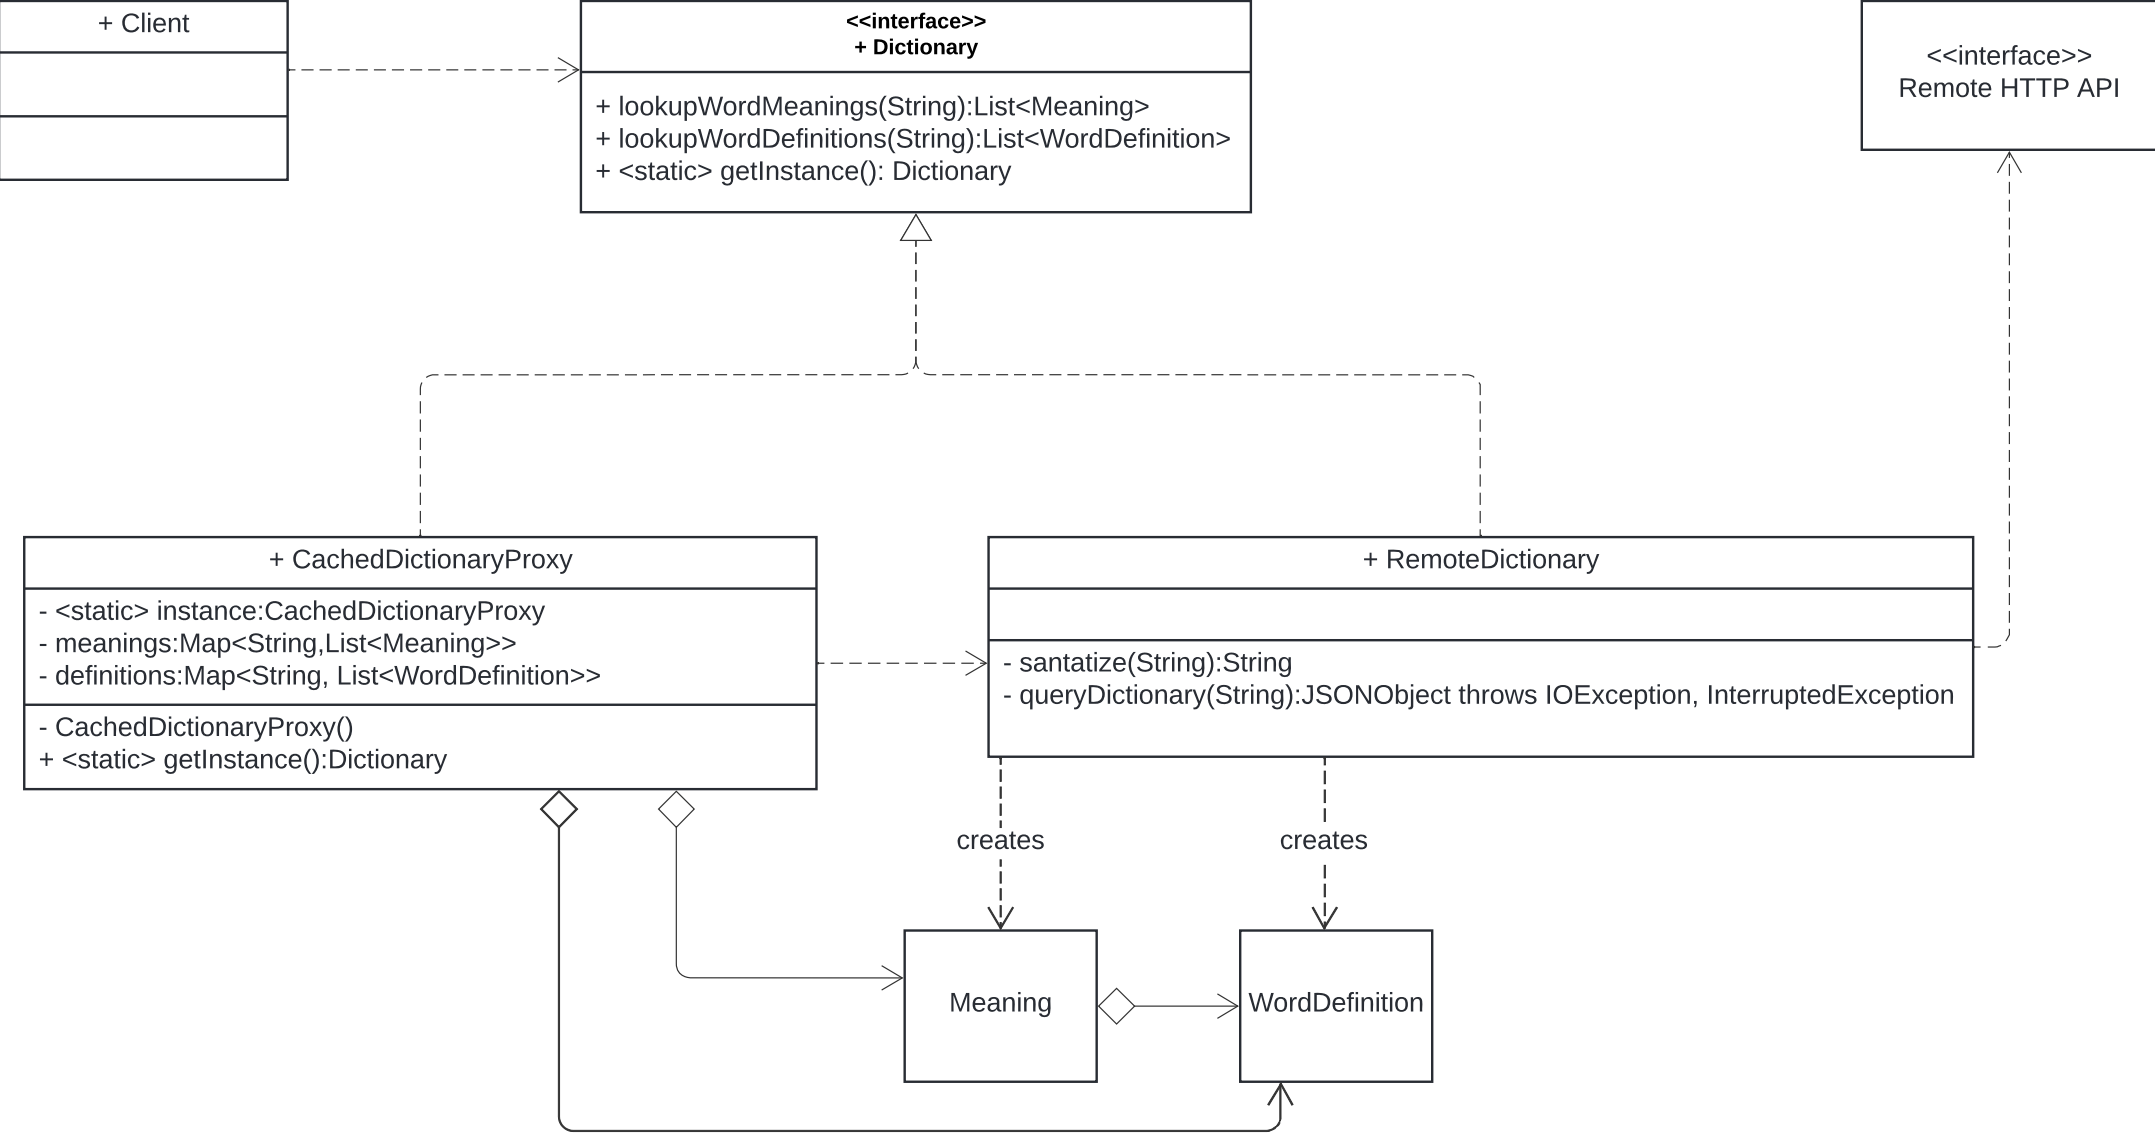 + Client
<<interface>>
+ Dictionary
+ lookupWordMeanings(String):List<Meaning>
+ lookupWordDefinitions(String):List<WordDefinition>
+ <static> getInstance(): Dictionary
<<interface>>
Remote HTTP API
+ CachedDictionaryProxy
- <static> instance:CachedDictionaryProxy
- meanings:Map<String,List<Meaning>>
- definitions:Map<String, List<WordDefinition>>
- CachedDictionaryProxy()
+ <static> getInstance():Dictionary
+ RemoteDictionary
- santatize(String):String
- queryDictionary(String):JSONObject throws IOException, InterruptedException
creates
creates
Meaning
WordDefinition